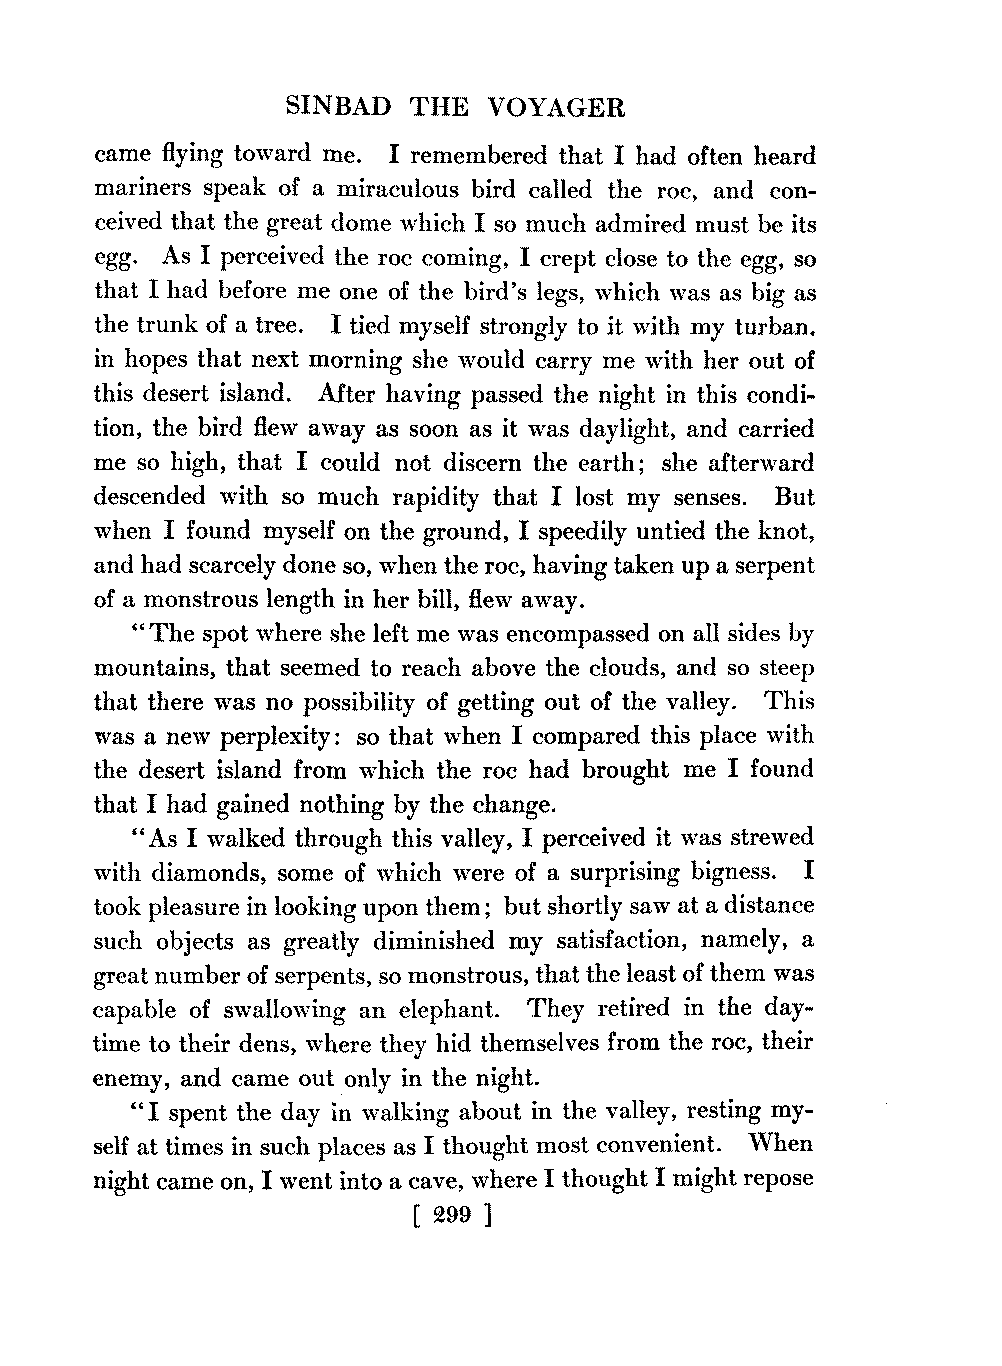 SINBAD THE VOYAGER
came flying toward me. I remembered that I had often heard
mariners speak of a miraculous bird called the roc, and con-
ceived that the great dome which I so much admired must be its
egg. As I perceived the roc coming, I crept close to the egg, so
that I had before me one of the bird's legs, which was as big as
the trunk of a tree. I tied myself strongly to it with my turban.
in hopes that next morning she would carry me with her out of
this desert island. After having passed the night in this condi-
tion, the bird flew away as soon as it was daylight, and carried
me so high, that I could not discern the earth; she afterward
descended with so much rapidity that I lost my senses. But
when I found myself on the ground, I speedily untied the knot,
and had scarcely done so, when the roc, having taken up a serpent
of a monstrous length in her bill, flew away.
"The spot where she left me was encompassed on all sides by
mountains, that seemed to reach above the clouds, and so steep
that there was no possibility of getting out of the valley. This
was a new perplexity: so that when I compared this place with
the desert island from which the roc had brought me I found
that I had gained nothing by the change.
"As I walked through this valley, I perceived it was strewed
with diamonds, some of which were of a surprising bigness. I
took pleasure in looking upon them; but shortly saw at a distance
such objects as greatly diminished my satisfaction, namely, a
great number of serpents, so monstrous, that the least of them was
capable of swallowing an elephant. They retired in the day-
time to their dens, where they hid themselves from the roc, their
enemy, and came out only in the night.
"I spent the day in walking about in the valley, resting my-
self at times in such places as I thought most convenient. When
night came on, I went into a cave, where I thought I might repose
[ 299 ]